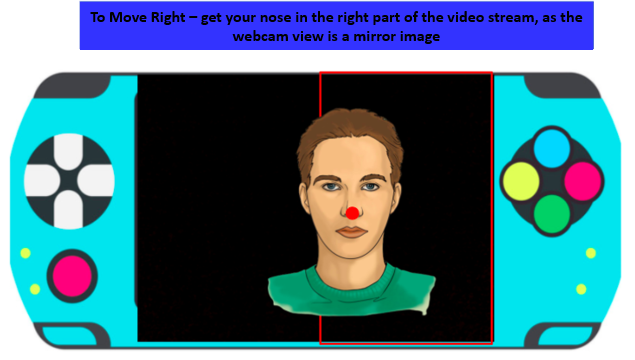 To Move Right – get your nose in the right part of the video stream, as the
webcam view is a mirror image